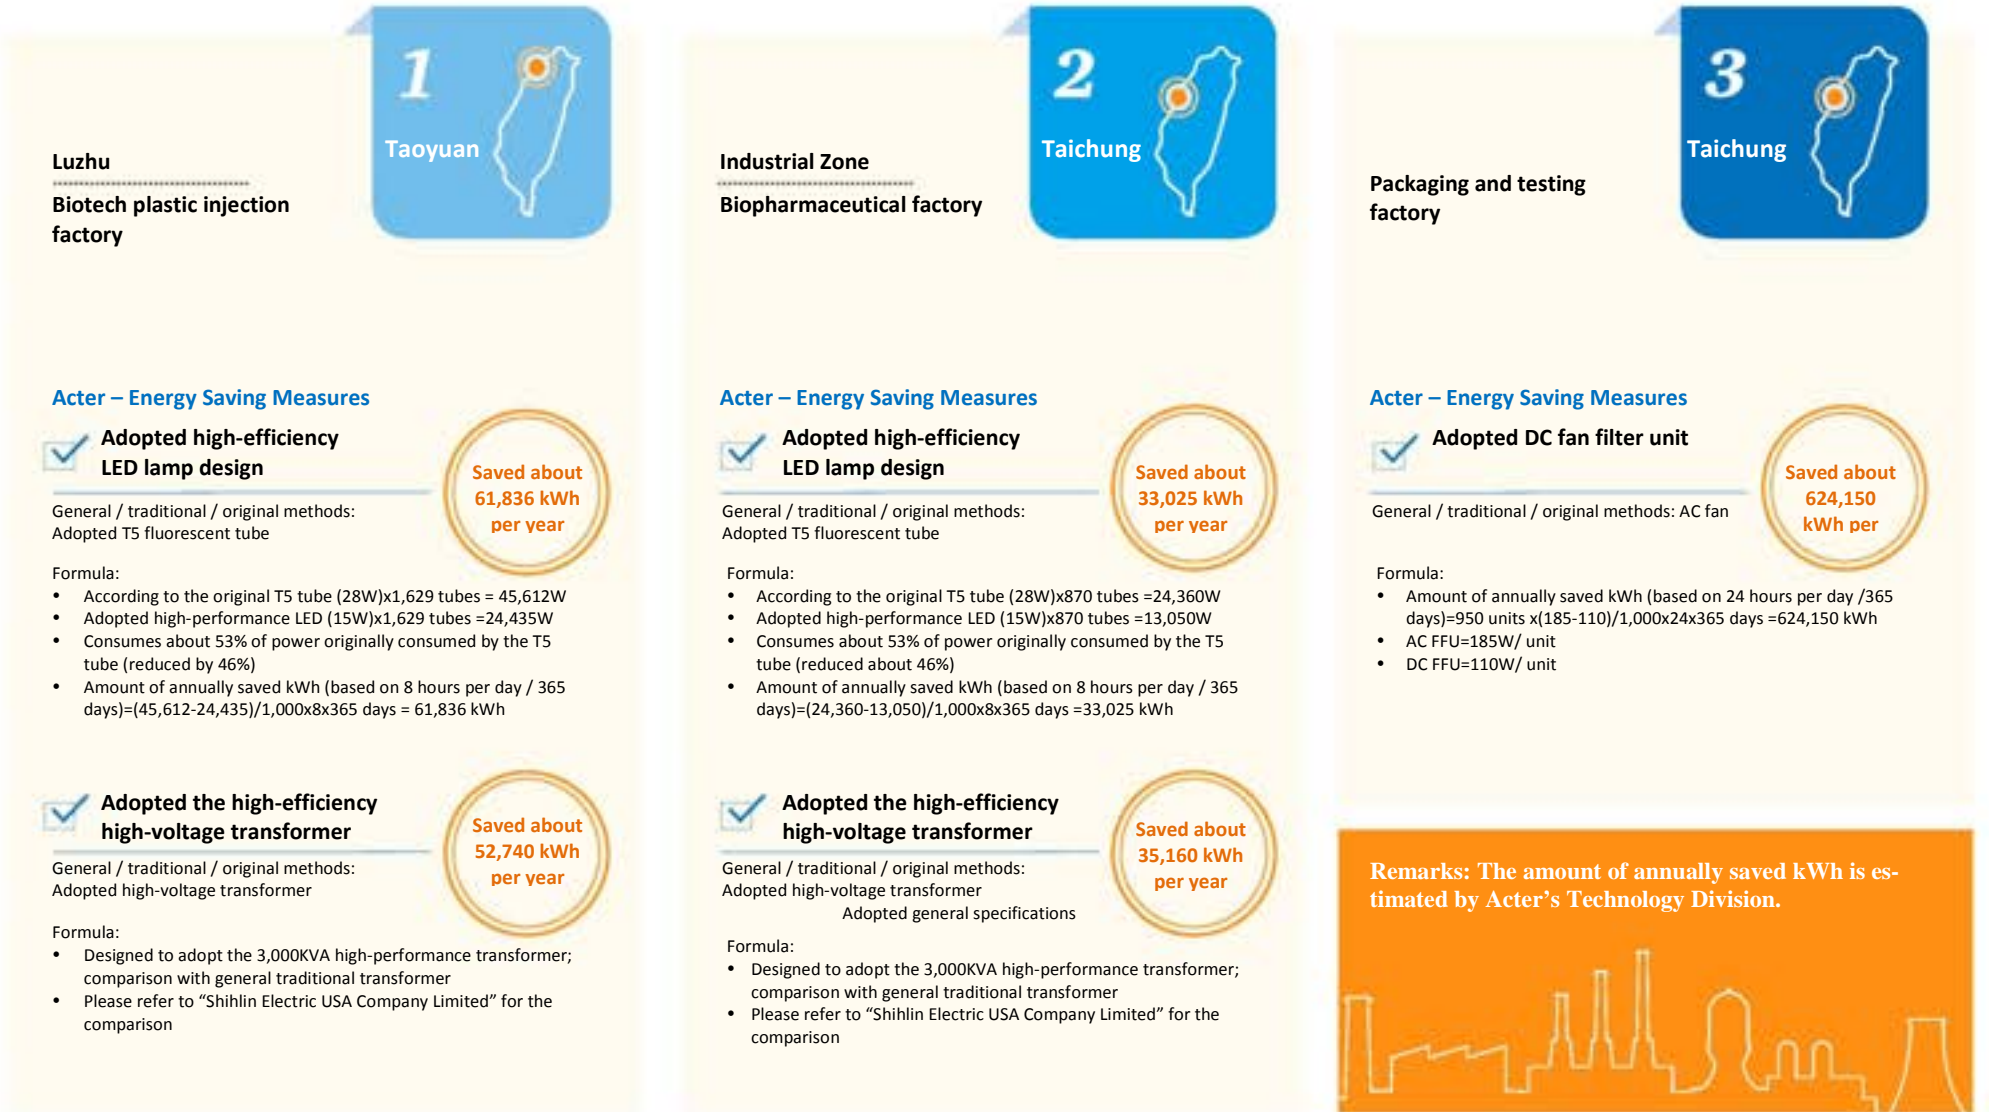 1
Taoyuan
Luzhu
Biotech plastic injection
factory
Acter – Energy Saving Measures
Adopted high-efficiency
LED lamp design
Saved about
61,836 kWh
per year
General / traditional / original methods:
Adopted T5 fluorescent tube
Formula:
• According to the original T5 tube (28W)x1,629 tubes = 45,612W
• Adopted high-performance LED (15W)x1,629 tubes =24,435W
• Consumes about 53% of power originally consumed by the T5
tube (reduced by 46%)
• Amount of annually saved kWh (based on 8 hours per day / 365
days)=(45,612-24,435)/1,000x8x365 days = 61,836 kWh
Adopted the high-efficiency
high-voltage transformer
Saved about
52,740 kWh
per year
General / traditional / original methods:
Adopted high-voltage transformer
Formula:
• Designed to adopt the 3,000KVA high-performance transformer;
comparison with general traditional transformer
• Please refer to “Shihlin Electric USA Company Limited” for the
comparison
2
Taichung
Industrial Zone
Biopharmaceutical factory
Acter – Energy Saving Measures
Adopted high-efficiency
LED lamp design
Saved about
33,025 kWh
per year
General / traditional / original methods:
Adopted T5 fluorescent tube
Formula:
• According to the original T5 tube (28W)x870 tubes =24,360W
• Adopted high-performance LED (15W)x870 tubes =13,050W
• Consumes about 53% of power originally consumed by the T5
tube (reduced about 46%)
• Amount of annually saved kWh (based on 8 hours per day / 365
days)=(24,360-13,050)/1,000x8x365 days =33,025 kWh
Adopted the high-efficiency
high-voltage transformer
Saved about
35,160 kWh
per year
General / traditional / original methods:
Adopted high-voltage transformer
Adopted general specifications
Formula:
• Designed to adopt the 3,000KVA high-performance transformer;
comparison with general traditional transformer
• Please refer to “Shihlin Electric USA Company Limited” for the
comparison
3
Taichung
Packaging and testing
factory
Acter – Energy Saving Measures
Adopted DC fan filter unit
Saved about
624,150
kWh per
General / traditional / original methods: AC fan
Formula:
• Amount of annually saved kWh (based on 24 hours per day /365
days)=950 units x(185-110)/1,000x24x365 days =624,150 kWh
• AC FFU=185W/ unit
• DC FFU=110W/ unit
Remarks: The amount of annually saved kWh is es-
timated by Acter’s Technology Division.